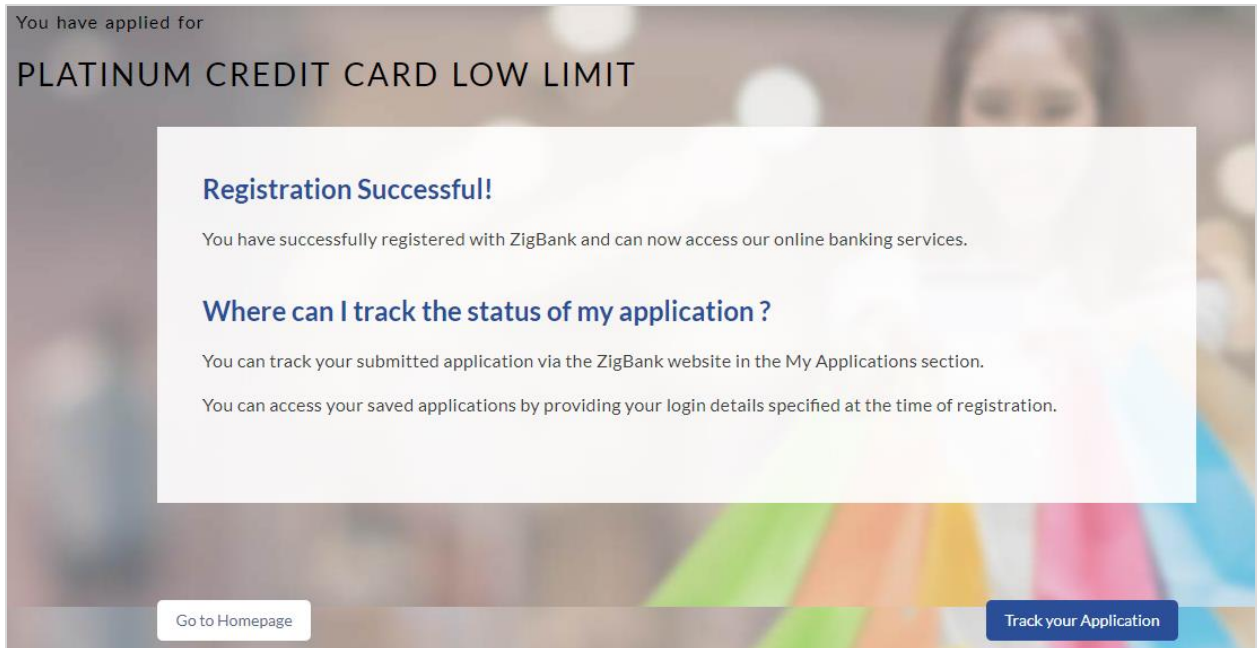 You have applied for
PLATINUM CREDIT CARD LOW LIMIT
Registration Successful!
You have successfully registered with ZigBank and can now access our online banking services.
Where can I track the status of my application ?
You can track your submitted application via the ZigBank website in the My Applications section.
You can access your saved applications by providing your login details specified at the time of registration.
Go to Homepage
Track your Application